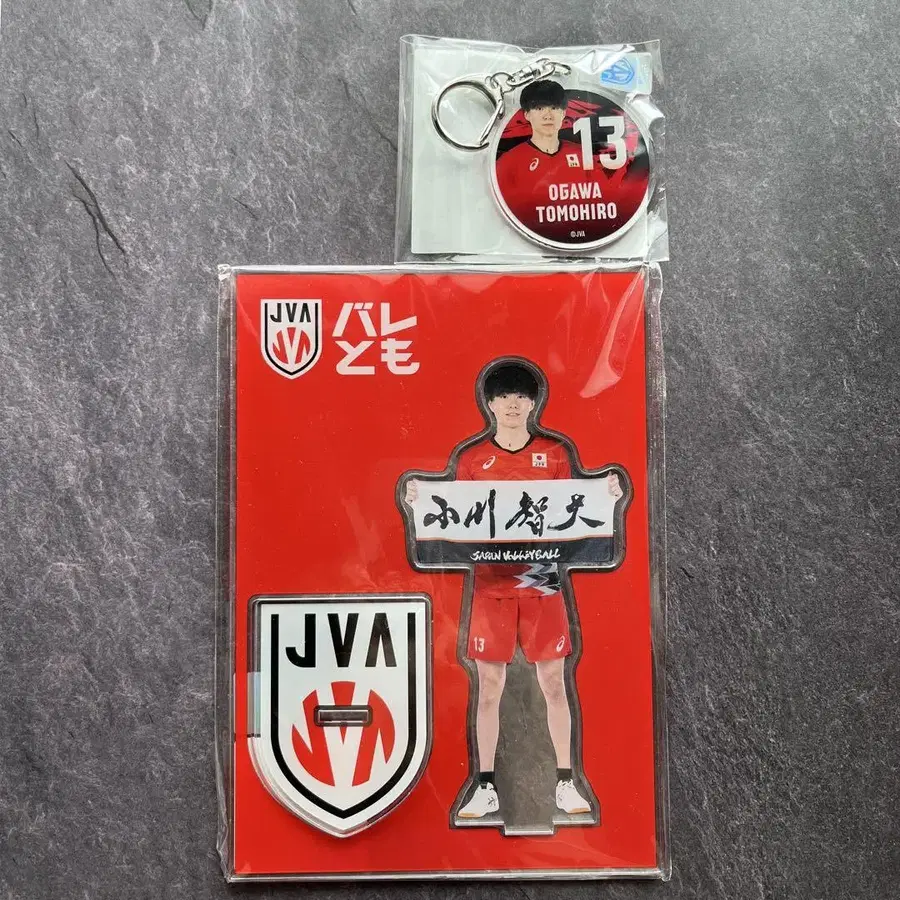 13
OGAWA
TOMOHIRO
©JVA
JVA
バレ
とも
小川智大
JAPAN VOLLEYBALL
13
JVA